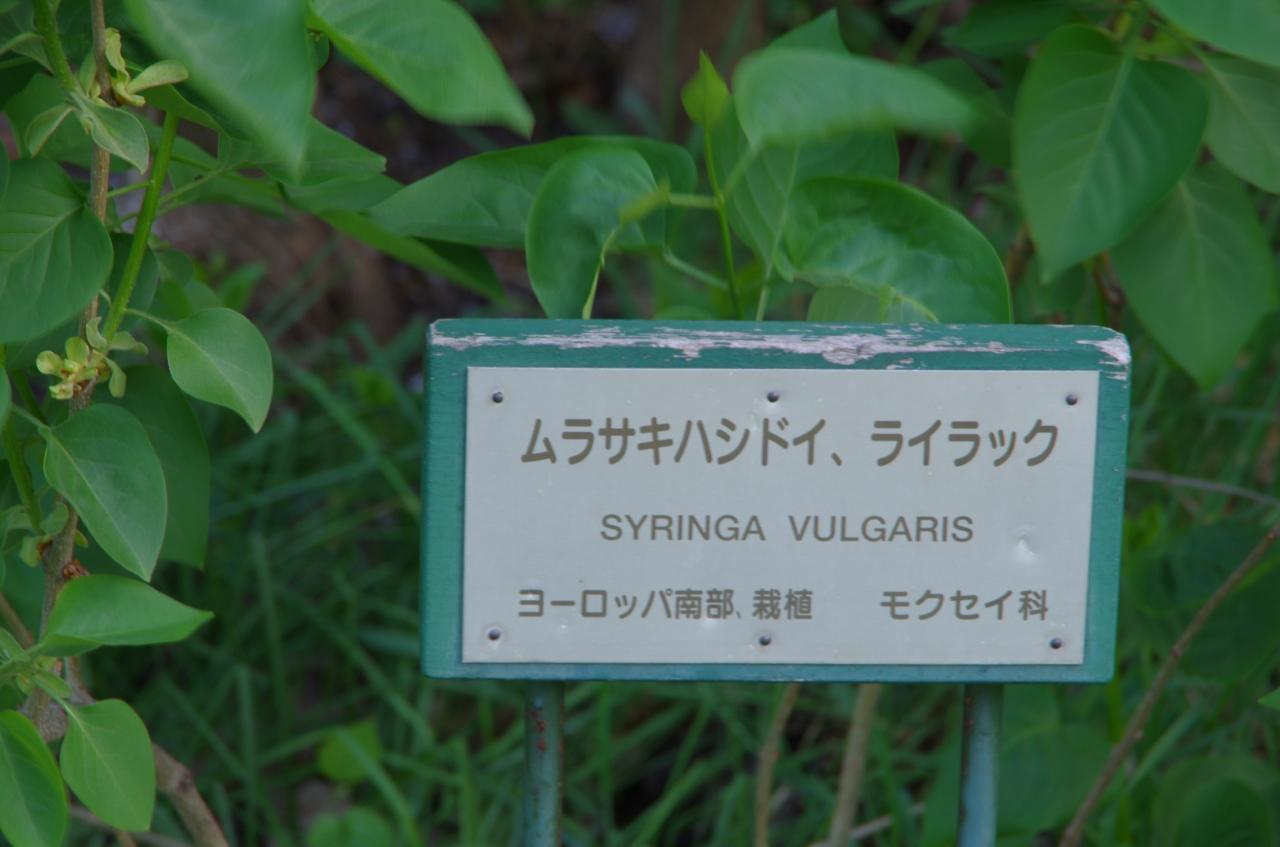 ムラサキハシドイ、ライラック
SYRINGA VULGARIS
ヨーロッパ南部、栽植 モクセイ科